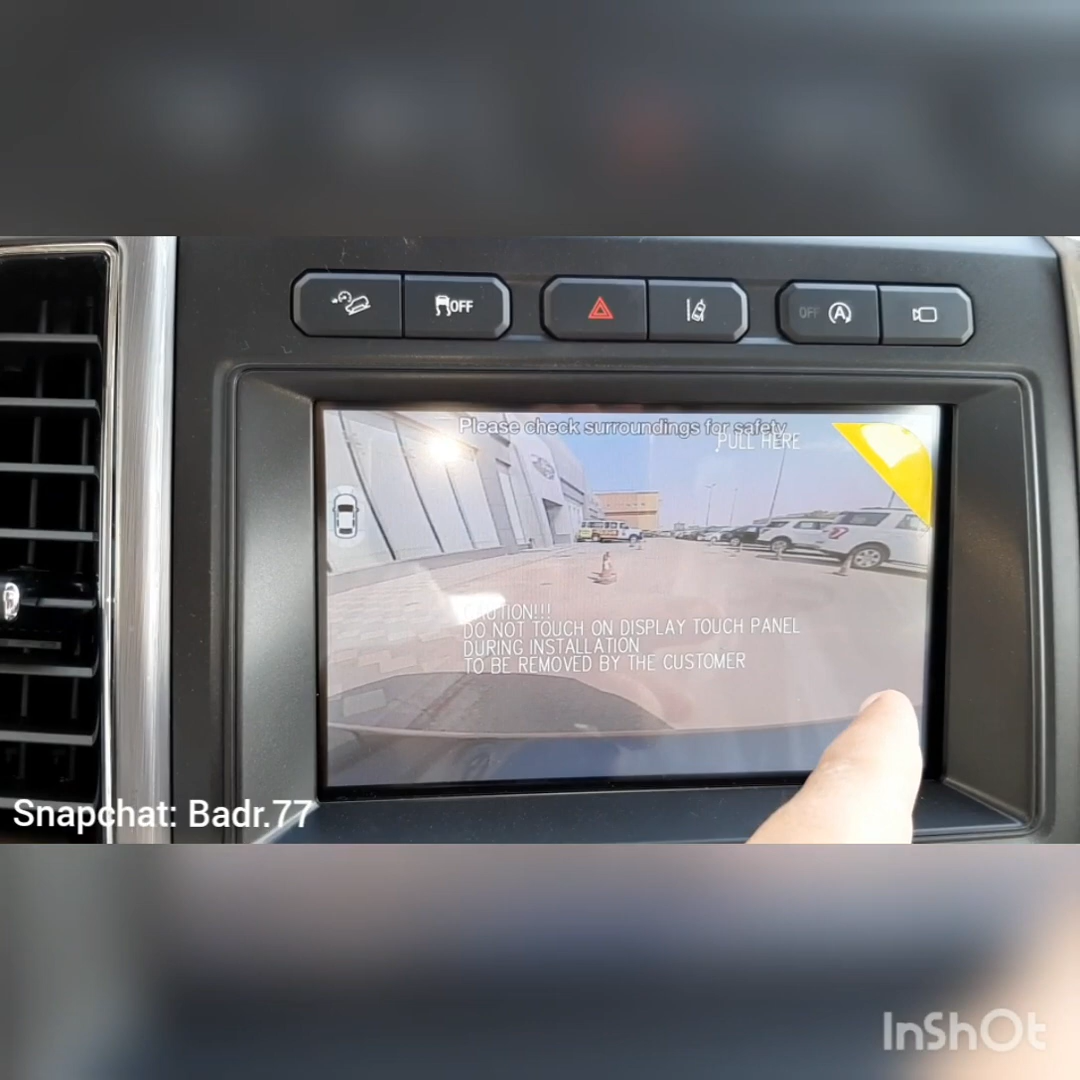 OFF
OFF A
Please check surroundings for safety
PULL HERE
CAUTION!!!
DO NOT TOUCH ON DISPLAY TOUCH PANEL
DURING INSTALLATION
TO BE REMOVED BY THE CUSTOMER
Snapchat: Badr.77
InShOt